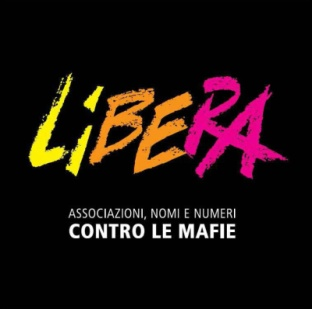 LiBERA
ASSOCIAZIONI, NOMI E NUMERI
CONTRO LE MAFIE